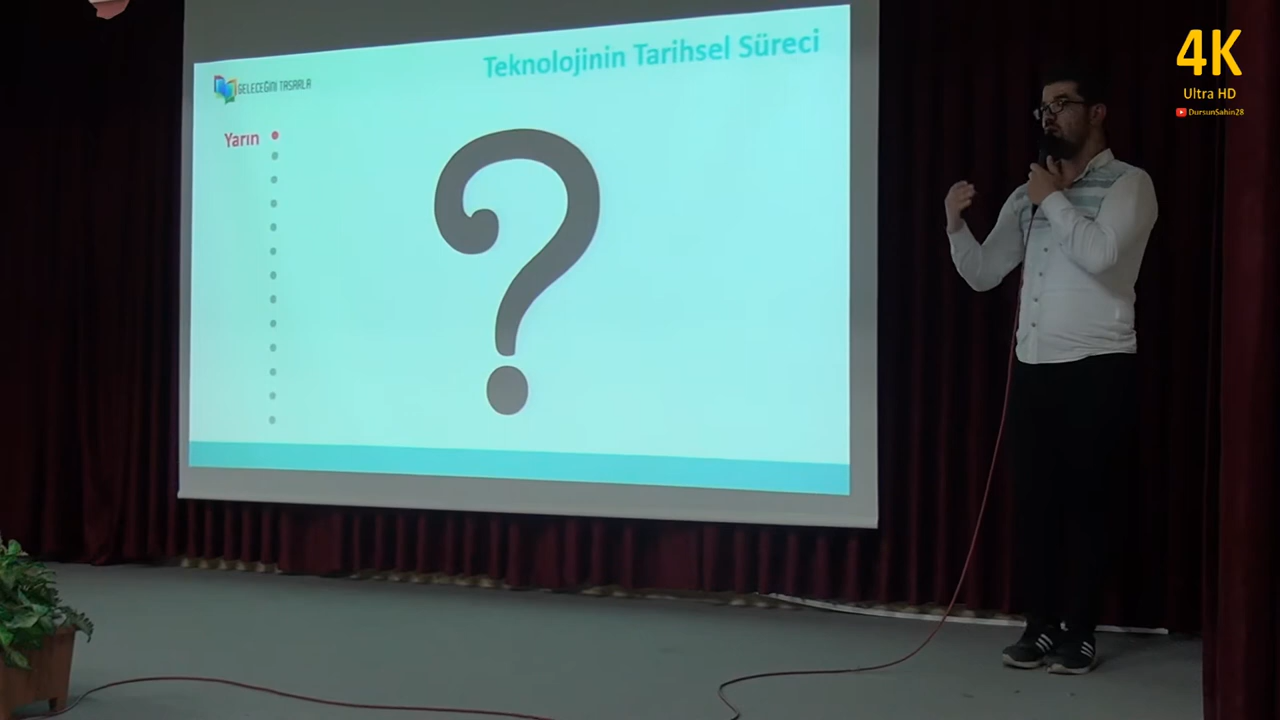 Teknolojinin Tarihsel Süreci
GELECEĞİNİ TASARLA
Yarın
?
4K
Ultra HD
DursunSahin28